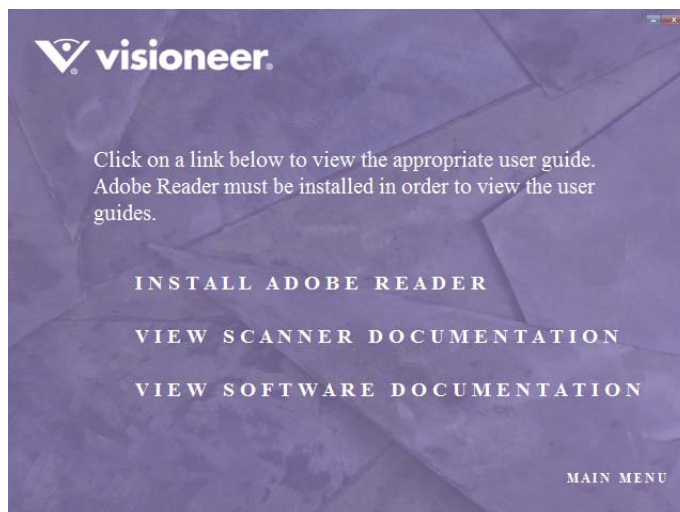 visioneer®
Click on a link below to view the appropriate user guide.
Adobe Reader must be installed in order to view the user
guides.
INSTALL ADOBE READER
VIEW SCANNER DOCUMENTATION
VIEW SOFTWARE DOCUMENTATION
MAIN MENU